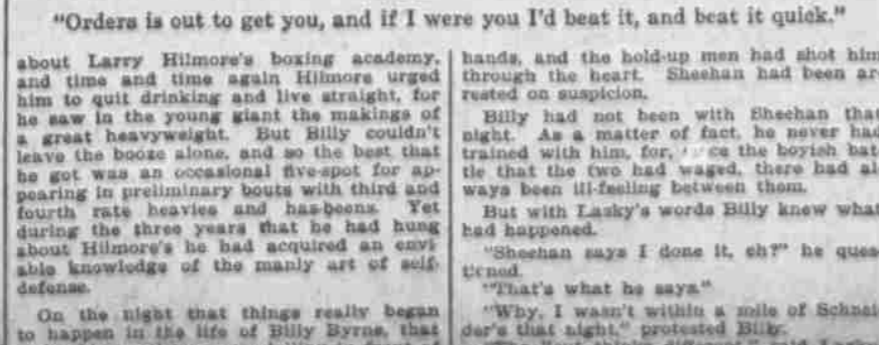 "Orders is out to get you, and if I were you I'd beat it, and beat it quick."
about Larry Hilmore's boxing academy,
and time and time again Hilmore urged
him to quit drinking and live straight, for
he saw in the young giant the makings of
a great heavyweight. But Billy couldn't
leave the booze alone, and so the best that
he got was an occasional five-spot for ap-
pearing in preliminary bouts with third and
fourth rate heavies and has-beens. Yet
during the three years that he had hung
about Hilmore's he had acquired an envi-
able knowledge of the manly art of self-
defense.
On the night that things really began
to happen in the life of Billy Byrne, that
hands, and the hold-up men had shot him
through the heart. Sheehan had been ar-
rested on suspicion.
Billy had not been with Sheehan that
night. As a matter of fact, he never had
trained with him, for, the boyish bat-
tle that the two had waged, there had al-
ways been ill-feeling between them.
But with Lasky's words Billy knew what
had happened.
"Sheehan says I done it, eh?" he ques-
tioned.
"That's what he says."
"Why, I wasn't within a mile of Schnei-
der's that night," protested Billy.